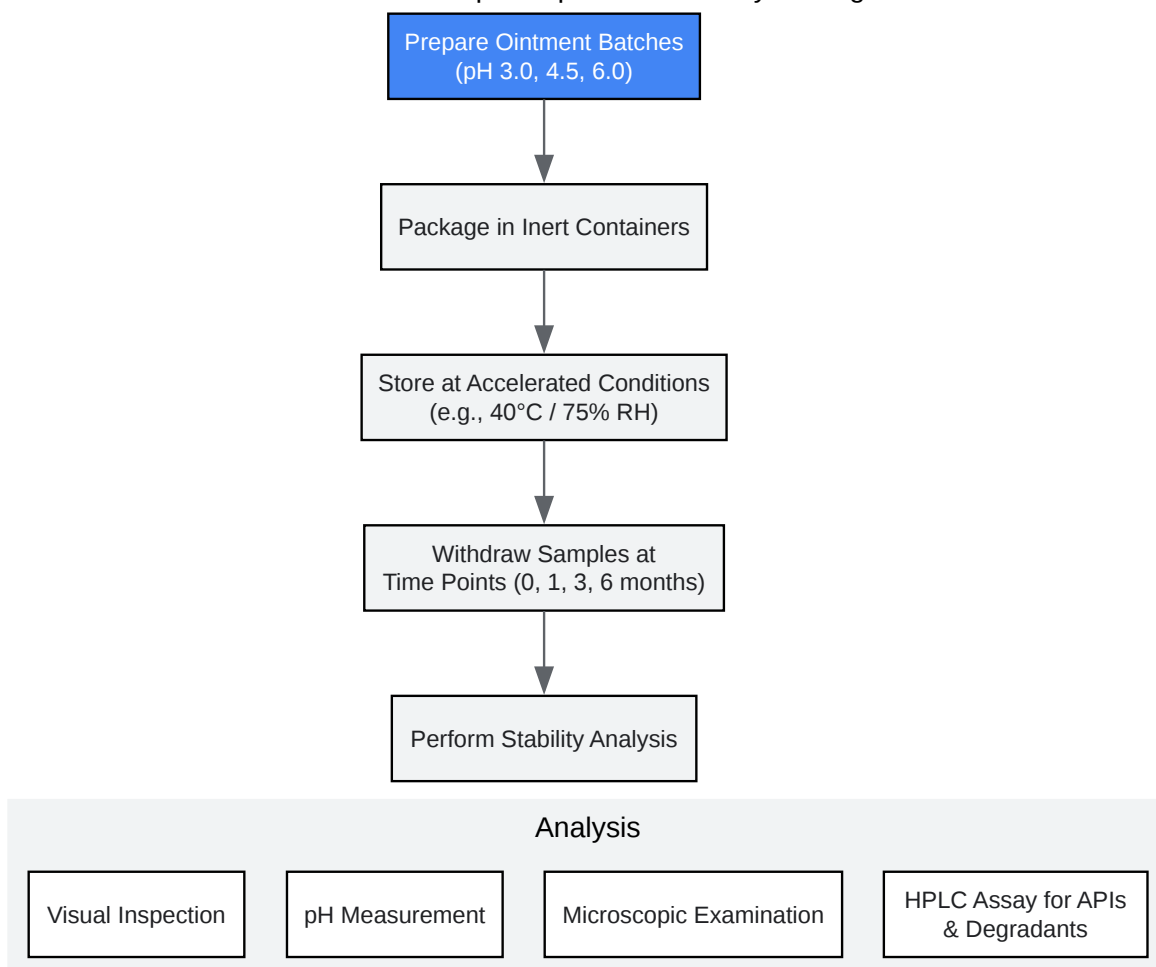 Prepare Ointment Batches
(pH 3.0, 4.5, 6.0)
Package in Inert Containers
Store at Accelerated Conditions
(e.g., 40°C / 75% RH)
Withdraw Samples at
Time Points (0, 1, 3, 6 months)
Perform Stability Analysis
Analysis
Visual Inspection
pH Measurement
Microscopic Examination
HPLC Assay for APIs
& Degradants